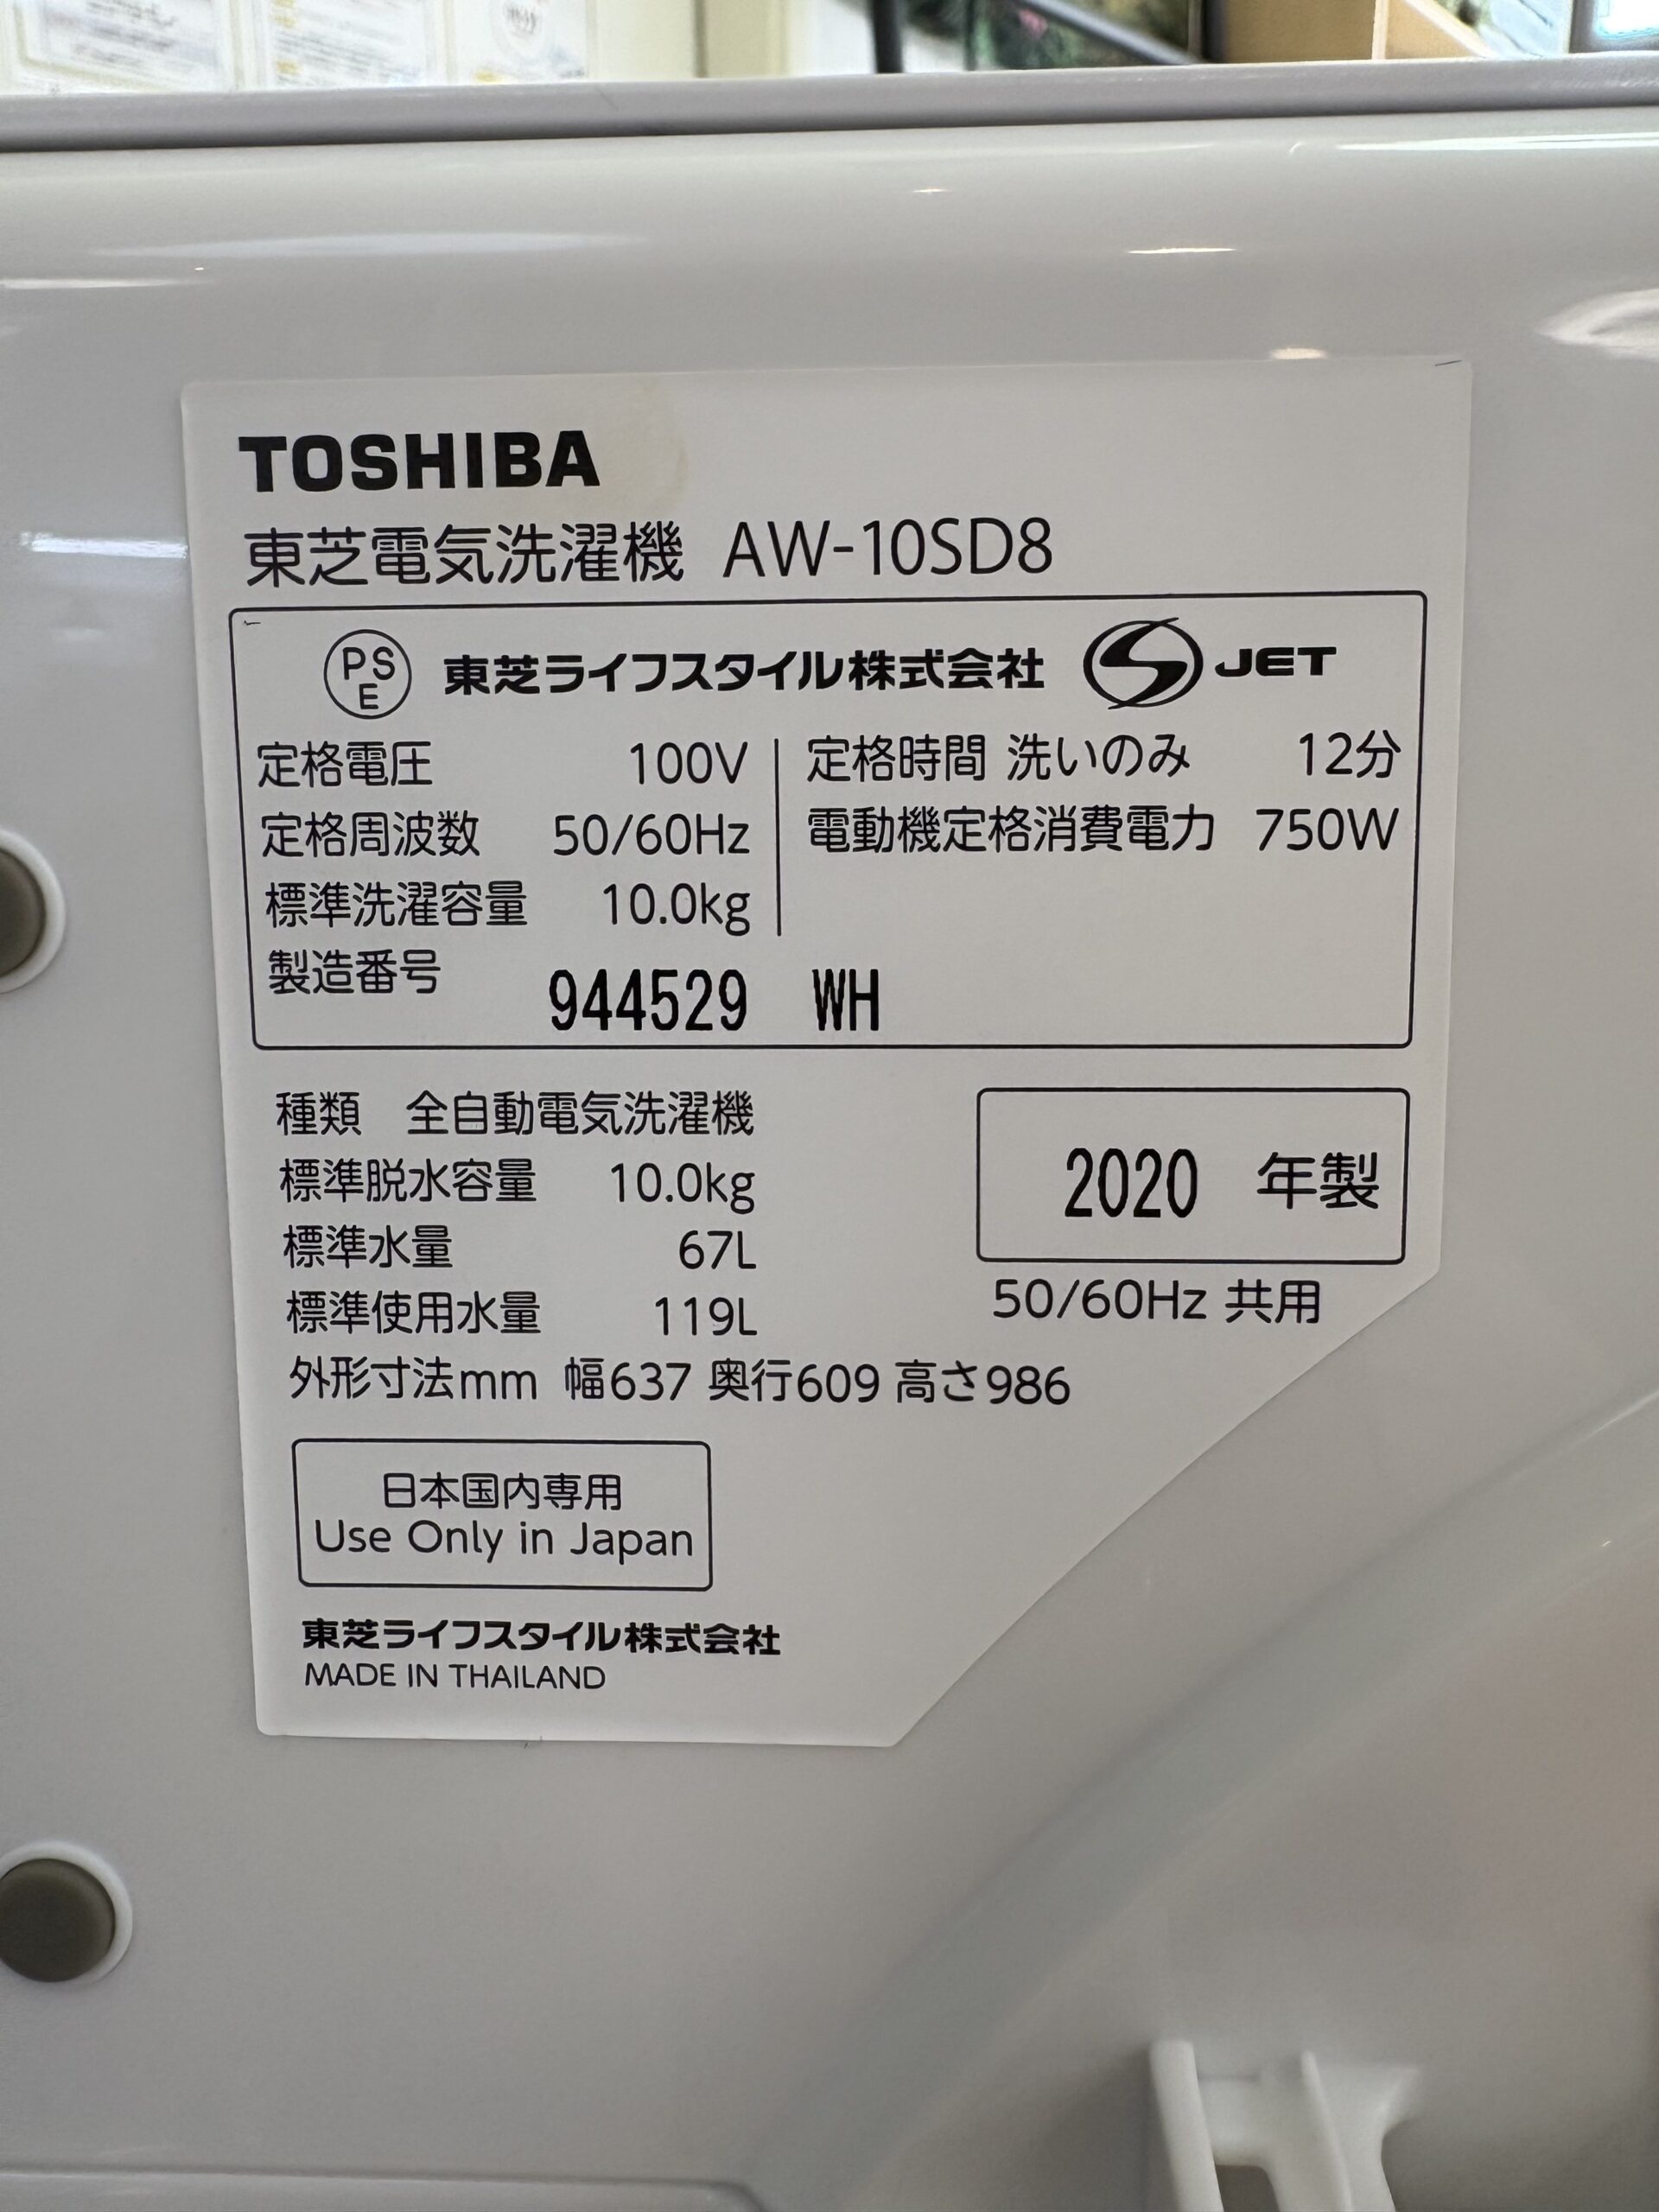 TOSHIBA
東芝電気洗濯機 AW-10SD8
PSE 東芝ライフスタイル株式会社 S JET
定格電圧 100V 定格時間 洗いのみ 12分
定格周波数 50/60Hz 電動機定格消費電力 750W
標準洗濯容量 10.0kg
製造番号 944529 WH
種類 全自動電気洗濯機
標準脱水容量 10.0kg
2020 年製
標準水量 67L
標準使用水量 119L
50/60Hz 共用
外形寸法mm 幅637 奥行609 高さ986
日本国内専用
Use Only in Japan
東芝ライフスタイル株式会社
MADE IN THAILAND